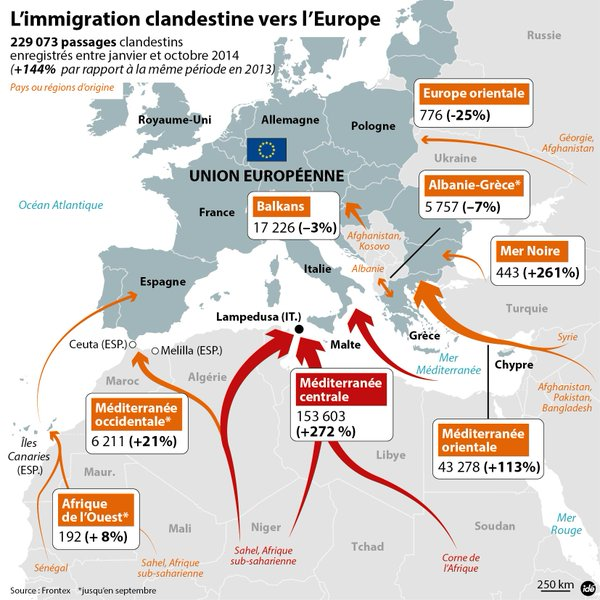 L'immigration clandestine vers l'Europe
229 073 passages clandestins
enregistrés entre janvier et octobre 2014
(+144% par rapport à la même période en 2013)
Pays ou régions d'origine
Russie
Europe orientale
776 (-25%)
Royaume-Uni
Allemagne
Pologne
Géorgie,
Afghanistan
Ukraine
UNION EUROPÉENNE
Albanie-Grèce*
5 757 (–7%)
Océan Atlantique
France
Balkans
17 226 (–3%)
Afghanistan,
Kosovo
Mer Noire
443 (+261%)
Espagne
Italie
Albanie
Turquie
Lampedusa (IT.)
Ceuta (ESP.)
Melilla (ESP.)
Malte
Grèce
Mer
Méditerranée
Chypre
Syrie
Maroc
Algérie
Afghanistan,
Pakistan,
Bangladesh
Méditerranée
occidentale*
6 211 (+21%)
Méditerranée
centrale
153 603
(+272 %)
Méditerranée
orientale
43 278 (+113%)
Îles
Canaries
(ESP.)
Libye
Maur.
Afrique
de l'Ouest*
192 (+ 8%)
Mali
Niger
Tchad
Soudan
Mer
Rouge
Sénégal
Sahel, Afrique
sub-saharienne
Sahel, Afrique
sub-saharienne
Corne de
l'Afrique
Source : Frontex
*jusqu'en septembre
250 km
idé